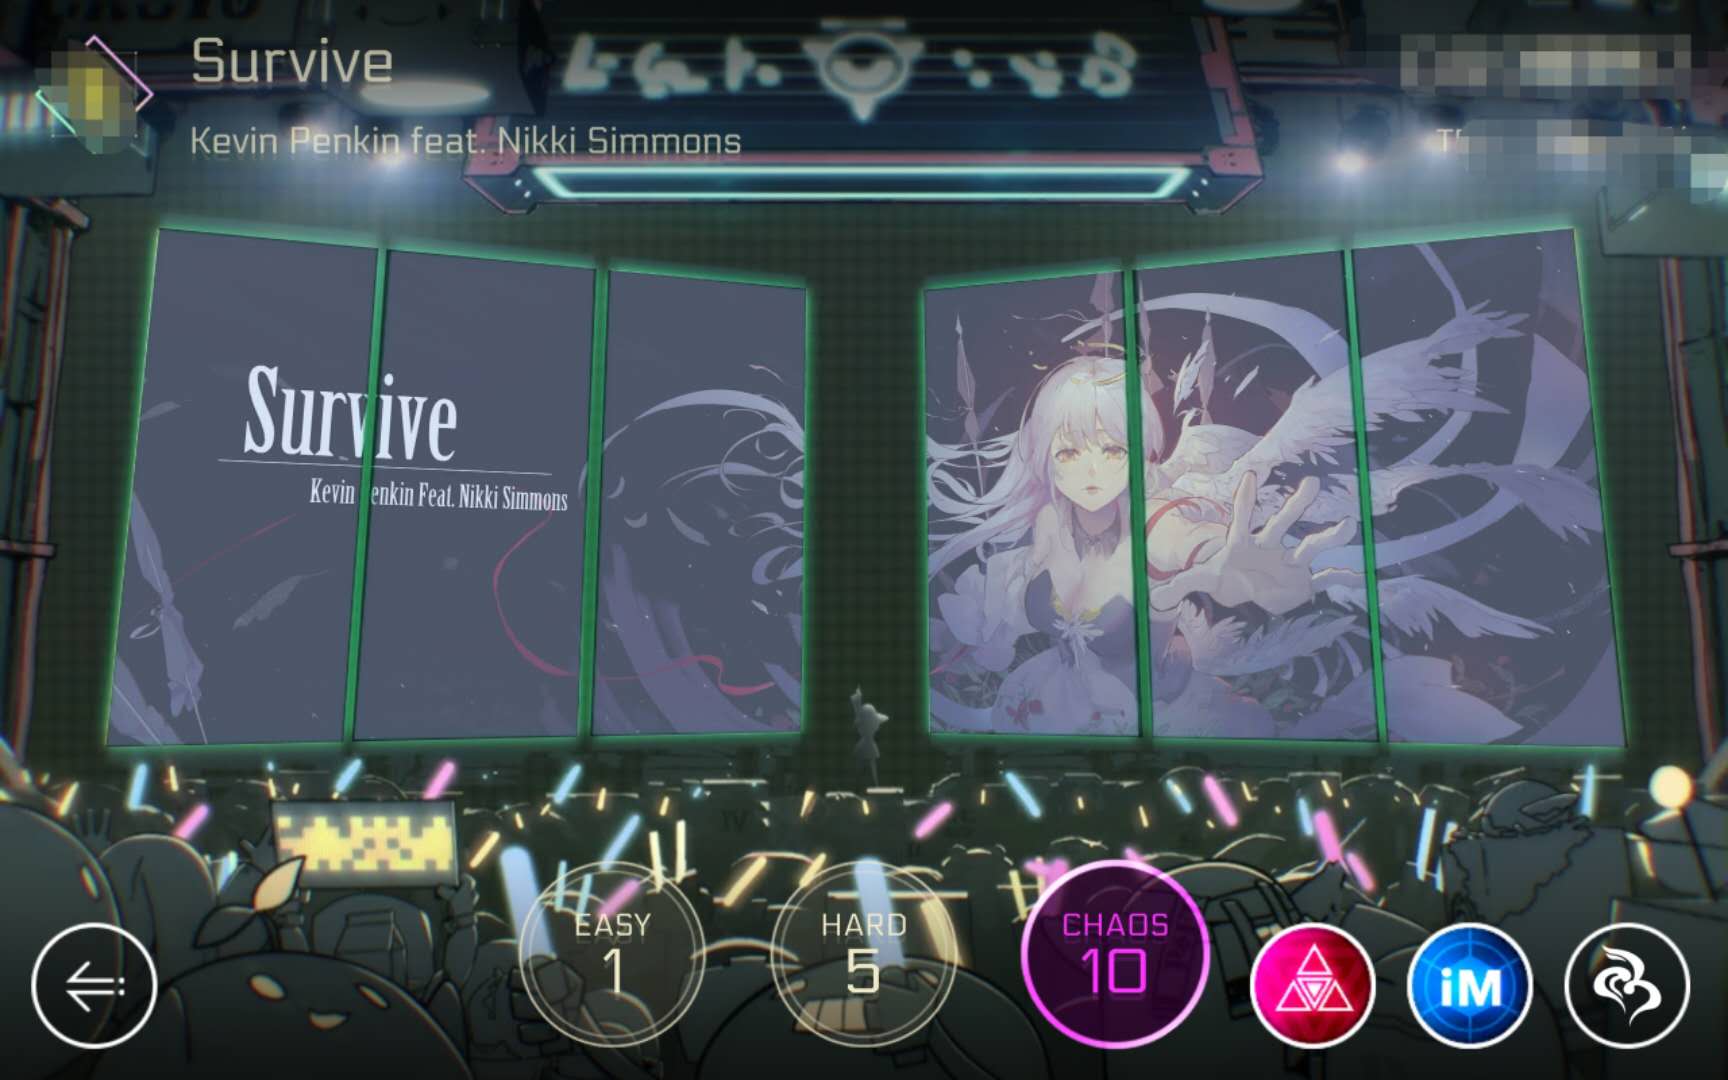 Survive
Kevin Penkin feat. Nikki Simmons
Survive
Kevin Penkin Feat. Nikki Simmons
EASY
1
HARD
5
CHAOS
10
iM